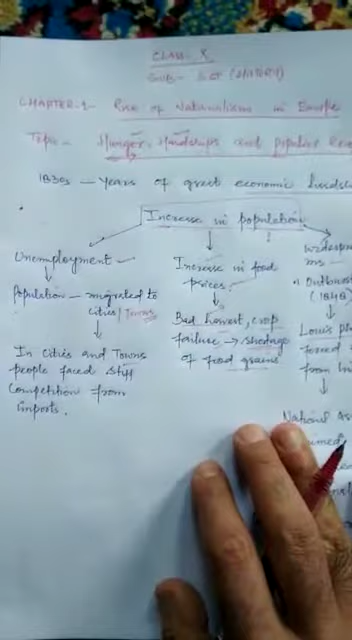 CLASS- X
SUB- S.ST (HISTORY)
CHAPTER-1- Rise of Nationalism in Europe
Topic- Hunger, Hardships and popular
1830s - Years of great economic
Increase in population
Unemployment
Population - migrated to
cities/Towns
In Cities and Towns
people faced stiff
Competition from
imports.
Increase in food
prices.
Bad harvest, crop
failure → shortage
of food grains
(1848)
Louis
National